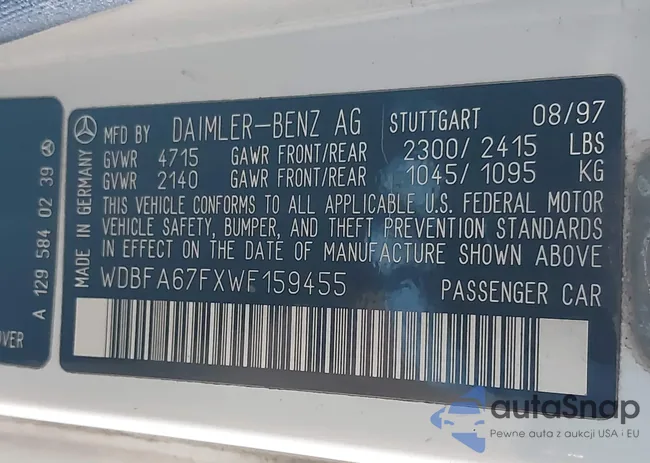 MFD BY DAIMLER-BENZ AG STUTTGART 08/97
GVWR 4715 GAWR FRONT/REAR 2300/2415 LBS
GVWR 2140 GAWR FRONT/REAR 1045/1095 KG
THIS VEHICLE CONFORMS TO ALL APPLICABLE U.S. FEDERAL MOTOR
VEHICLE SAFETY, BUMPER, AND THEFT PREVENTION STANDARDS
IN EFFECT ON THE DATE OF MANUFACTURE SHOWN ABOVE.
WDBFA67FXWF159455 PASSENGER CAR
MADE IN GERMANY
A 129 584 02 39
OVER
autaSnap
Pewne auta z aukcji USA i EU